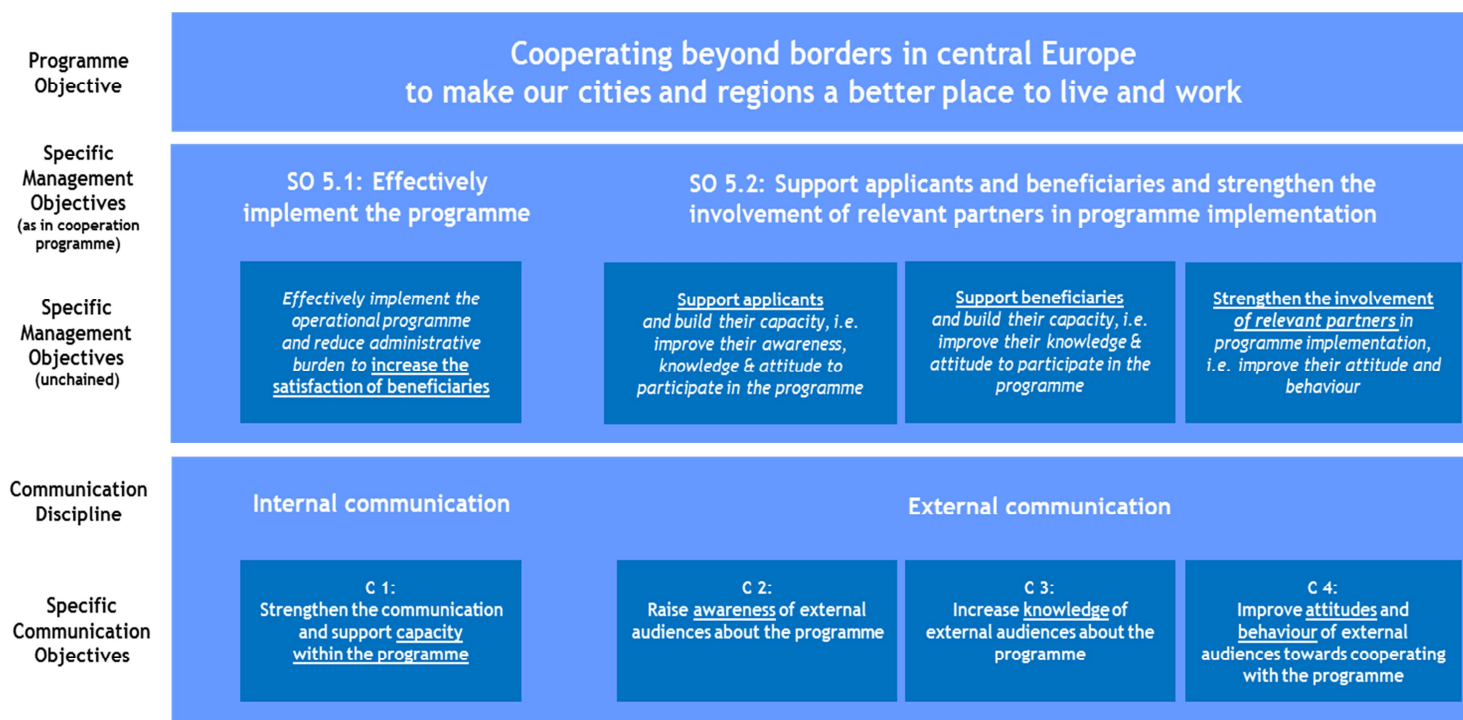 Programme
Objective
Cooperating beyond borders in central Europe
to make our cities and regions a better place to live and work
Specific
Management
Objectives
(as in cooperation
programme)
SO 5.1: Effectively
implement the programme
SO 5.2: Support applicants and beneficiaries and strengthen the
involvement of relevant partners in programme implementation
Specific
Management
Objectives
(unchained)
Effectively implement the
operational programme
and reduce administrative
burden to increase the
satisfaction of beneficiaries
Support applicants
and build their capacity, i.e.
improve their awareness,
knowledge & attitude to
participate in the programme
Support beneficiaries
and build their capacity, i.e.
improve their knowledge &
attitude to participate in the
programme
Strengthen the involvement
of relevant partners in
programme implementation,
i.e. improve their attitude and
behaviour
Communication
Discipline
Internal communication
External communication
Specific
Communication
Objectives
C 1:
Strengthen the communication
and support capacity
within the programme
C 2:
Raise awareness of external
audiences about the programme
C 3:
Increase knowledge of
external audiences about the
programme
C 4:
Improve attitudes and
behaviour of external
audiences towards cooperating
with the programme